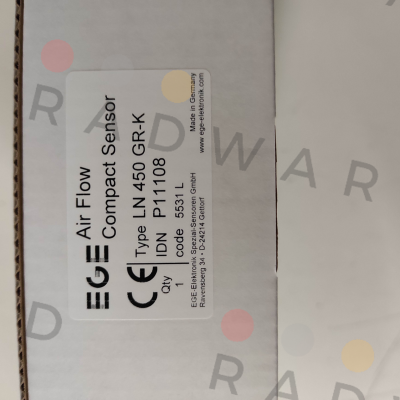 EGE
Air Flow
Compact Sensor
CE
Type LN 450 GR-K
IDN P11108
Qty
1
code 5531 L
Made in Germany
www.ege-elektronik.com
EGE-Elektronik Spezial-Sensoren GmbH
Ravensberg 34 - D-24214 Gettorf
RADWAR
D
RADWAR